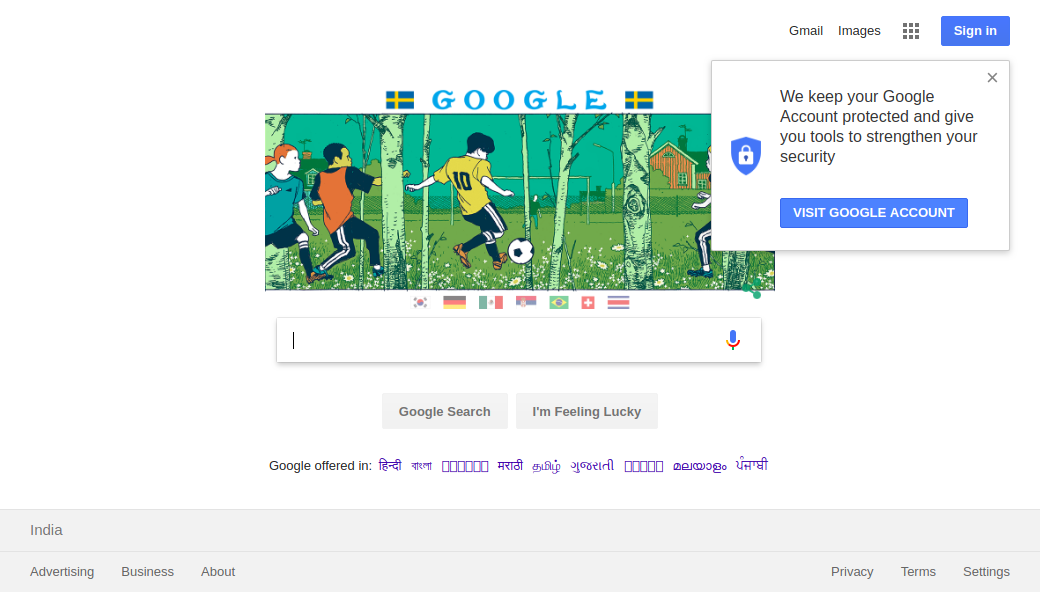 Gmail Images Sign in
We keep your Google
Account protected and give
you tools to strengthen your
security
VISIT GOOGLE ACCOUNT
GOOGLE
10
Google Search I'm Feeling Lucky
Google offered in: हिन्दी বাংলা मराठी தமிழ் ગુજરાતી മലയാളം ਪੰਜਾਬੀ
India
Advertising Business About Privacy Terms Settings